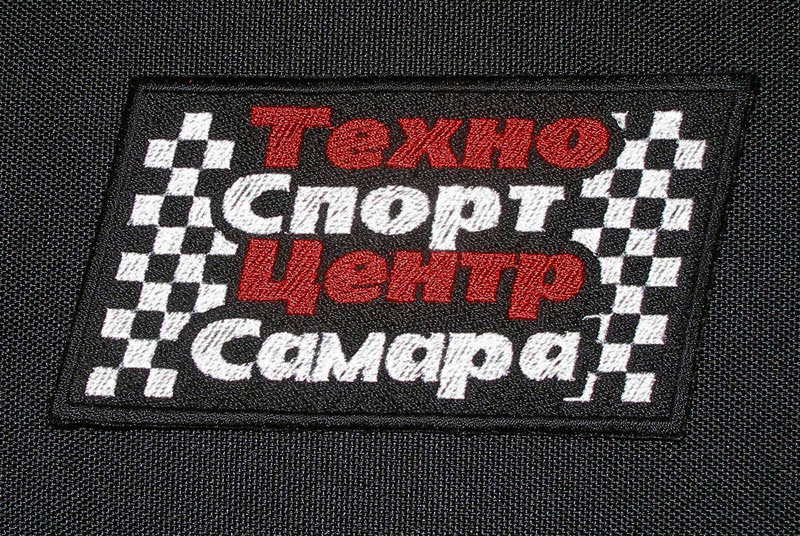 Техно
Спорт
Центр
Самара